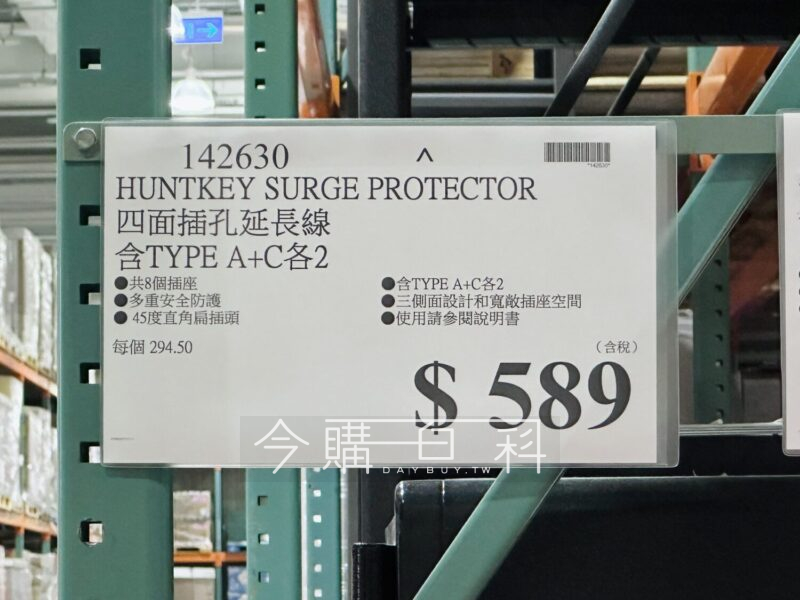 142630
^
*142630*
HUNTKEY SURGE PROTECTOR
四面插孔延長線
含TYPE A+C各2
●共8個插座
●含TYPE A+C各2
●多重安全防護
●三側面設計和寬敞插座空間
●45度直角扁插頭
●使用請參閱說明書
每個 294.50
(含稅)
$ 589
今購百科
DAYBUY.TW